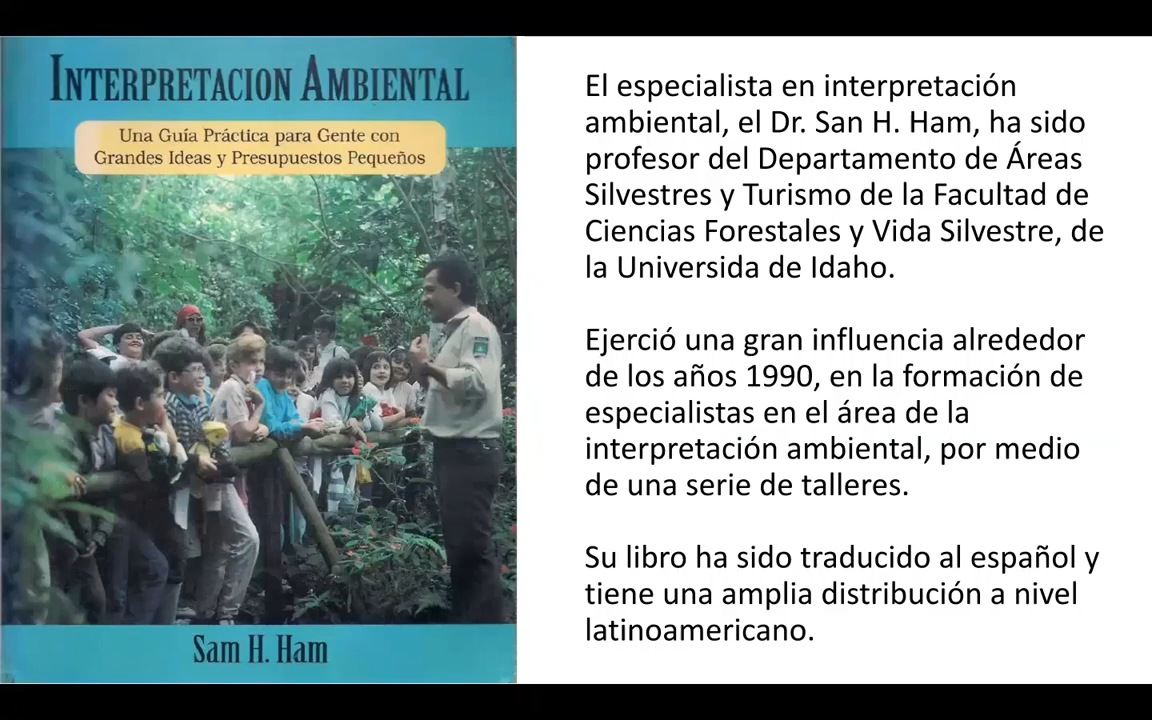 INTERPRETACION AMBIENTAL
Una Guía Práctica para Gente con
Grandes Ideas y Presupuestos Pequeños
Sam H. Ham
El especialista en interpretación
ambiental, el Dr. San H. Ham, ha sido
profesor del Departamento de Áreas
Silvestres y Turismo de la Facultad de
Ciencias Forestales y Vida Silvestre, de
la Universida de Idaho.
Ejerció una gran influencia alrededor
de los años 1990, en la formación de
especialistas en el área de la
interpretación ambiental, por medio
de una serie de talleres.
Su libro ha sido traducido al español y
tiene una amplia distribución a nivel
latinoamericano.